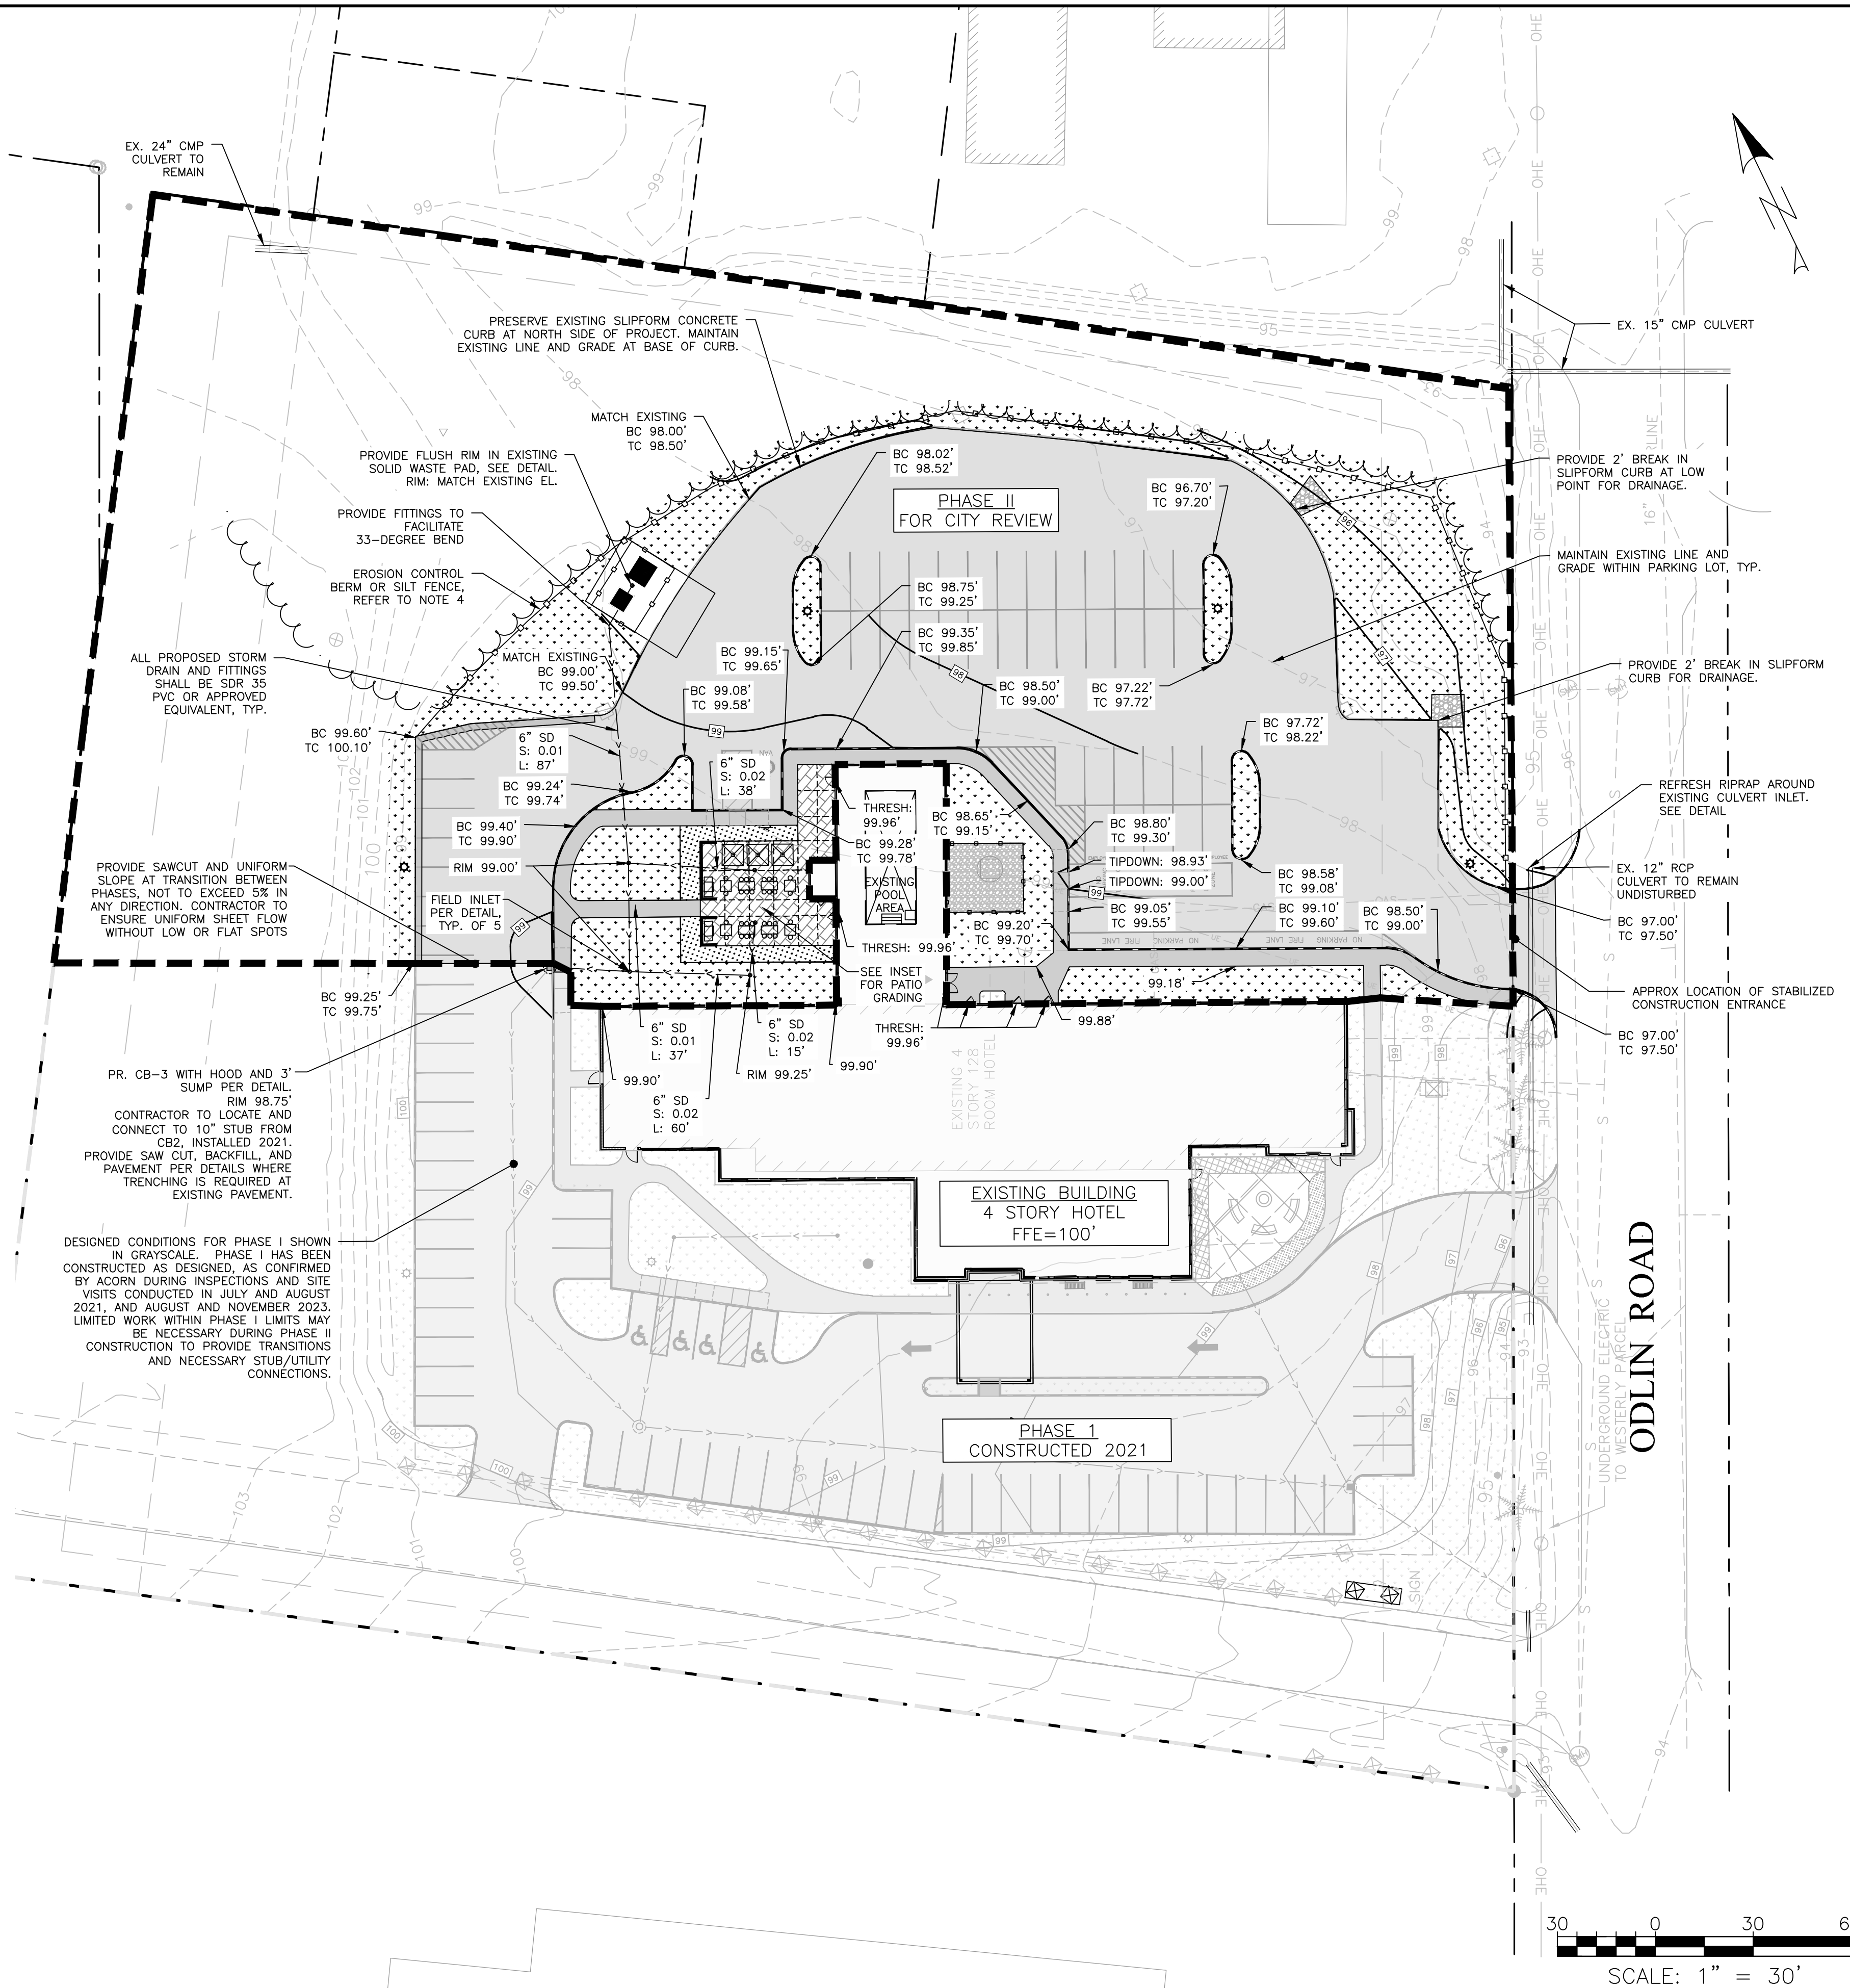 EX. 24" CMP
CULVERT TO
REMAIN
PRESERVE EXISTING SLIPFORM CONCRETE
CURB AT NORTH SIDE OF PROJECT. MAINTAIN
EXISTING LINE AND GRADE AT BASE OF CURB.
EX. 15" CMP CULVERT
MATCH EXISTING
BC 98.00'
TC 98.50'
PROVIDE FLUSH RIM IN EXISTING
SOLID WASTE PAD, SEE DETAIL.
RIM: MATCH EXISTING EL.
PROVIDE FITTINGS TO
FACILITATE
33-DEGREE BEND
EROSION CONTROL
BERM OR SILT FENCE,
REFER TO NOTE 4
ALL PROPOSED STORM
DRAIN AND FITTINGS
SHALL BE SDR 35
PVC OR APPROVED
EQUIVALENT, TYP.
BC 98.02'
TC 98.52'
PHASE II
FOR CITY REVIEW
BC 96.70'
TC 97.20'
PROVIDE 2' BREAK IN
SLIPFORM CURB AT LOW
POINT FOR DRAINAGE.
MAINTAIN EXISTING LINE AND
GRADE WITHIN PARKING LOT, TYP.
BC 98.75'
TC 99.25'
BC 99.35'
TC 99.85'
BC 99.15'
TC 99.65'
MATCH EXISTING
BC 99.00'
TC 99.50'
BC 99.08'
TC 99.58'
BC 98.50'
TC 99.00'
BC 97.22'
TC 97.72'
PROVIDE 2' BREAK IN SLIPFORM
CURB FOR DRAINAGE.
BC 99.60'
TC 100.10'
6" SD
S: 0.01
L: 87'
6" SD
S: 0.02
L: 38'
BC 97.72'
TC 98.22'
BC 99.24'
TC 99.74'
REFRESH RIPRAP AROUND
EXISTING CULVERT INLET.
SEE DETAIL
BC 99.40'
TC 99.90'
THRESH:
99.96'
BC 98.65'
TC 99.15'
BC 98.80'
TC 99.30'
BC 99.28'
TC 99.78'
TIPDOWN: 98.93'
TIPDOWN: 99.00'
BC 98.58'
TC 99.08'
RIM 99.00'
EXISTING
POOL
AREA
EX. 12" RCP
CULVERT TO REMAIN
UNDISTURBED
PROVIDE SAWCUT AND UNIFORM
SLOPE AT TRANSITION BETWEEN
PHASES, NOT TO EXCEED 5% IN
ANY DIRECTION. CONTRACTOR TO
ENSURE UNIFORM SHEET FLOW
WITHOUT LOW OR FLAT SPOTS
FIELD INLET
PER DETAIL,
TYP. OF 5
BC 99.05'
TC 99.55'
BC 99.10'
TC 99.60'
BC 98.50'
TC 99.00'
BC 99.20'
TC 99.70'
BC 97.00'
TC 97.50'
THRESH: 99.96'
NO PARKING FIRE LANE
NO PARKING FIRE LANE
SEE INSET
FOR PATIO
GRADING
99.18'
APPROX LOCATION OF STABILIZED
CONSTRUCTION ENTRANCE
BC 99.25'
TC 99.75'
99.88'
THRESH:
99.96'
BC 97.00'
TC 97.50'
6" SD
S: 0.01
L: 37'
6" SD
S: 0.02
L: 15'
RIM 99.25'
99.90'
99.90'
6" SD
S: 0.02
L: 60'
EXISTING 4
STORY 128
ROOM HOTEL
PR. CB-3 WITH HOOD AND 3'
SUMP PER DETAIL.
RIM 98.75'
CONTRACTOR TO LOCATE AND
CONNECT TO 10" STUB FROM
CB2, INSTALLED 2021.
PROVIDE SAW CUT, BACKFILL, AND
PAVEMENT PER DETAILS WHERE
TRENCHING IS REQUIRED AT
EXISTING PAVEMENT.
EXISTING BUILDING
4 STORY HOTEL
FFE=100'
DESIGNED CONDITIONS FOR PHASE I SHOWN
IN GRAYSCALE. PHASE I HAS BEEN
CONSTRUCTED AS DESIGNED, AS CONFIRMED
BY ACORN DURING INSPECTIONS AND SITE
VISITS CONDUCTED IN JULY AND AUGUST
2021, AND AUGUST AND NOVEMBER 2023.
LIMITED WORK WITHIN PHASE I LIMITS MAY
BE NECESSARY DURING PHASE II
CONSTRUCTION TO PROVIDE TRANSITIONS
AND NECESSARY STUB/UTILITY
CONNECTIONS.
PHASE 1
CONSTRUCTED 2021
UNDERGROUND ELECTRIC
TO WESTERLY PARCEL
ODLIN ROAD
SIGN
30 0 30
SCALE: 1" = 30'